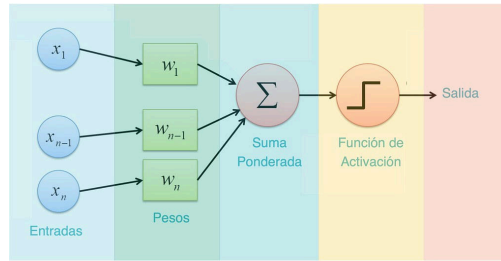 x₁
w₁
Σ
Salida
xₙ₋₁
wₙ₋₁
Suma
Ponderada
Función de
Activación
xₙ
wₙ
Entradas
Pesos